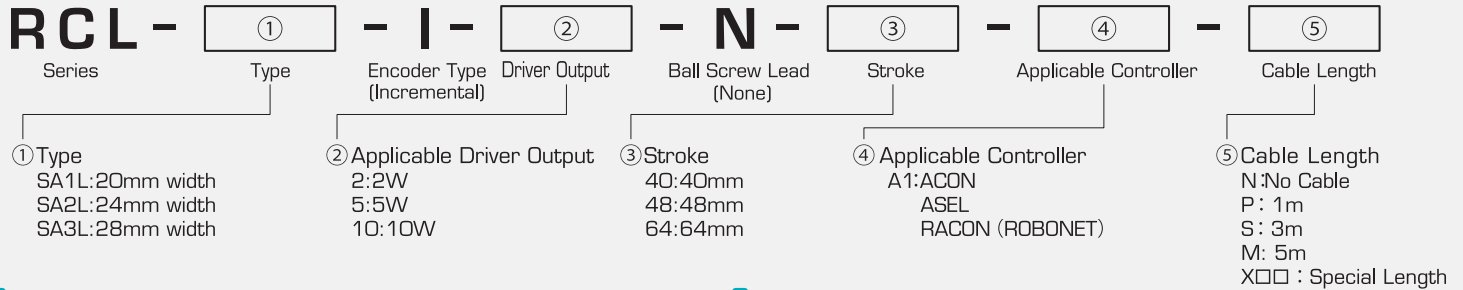 RCL - ① - I - ② - N - ③ - ④ - ⑤
Series Type Encoder Type Driver Output Ball Screw Lead Stroke Applicable Controller Cable Length
(Incremental) (None)
①Type
SA1L:20mm width
SA2L:24mm width
SA3L:28mm width
②Applicable Driver Output
2:2W
5:5W
10:10W
③Stroke
40:40mm
48:48mm
64:64mm
④Applicable Controller
A1:ACON
ASEL
RACON (ROBONET)
⑤Cable Length
N:No Cable
P: 1m
S: 3m
M: 5m
X□□ : Special Length